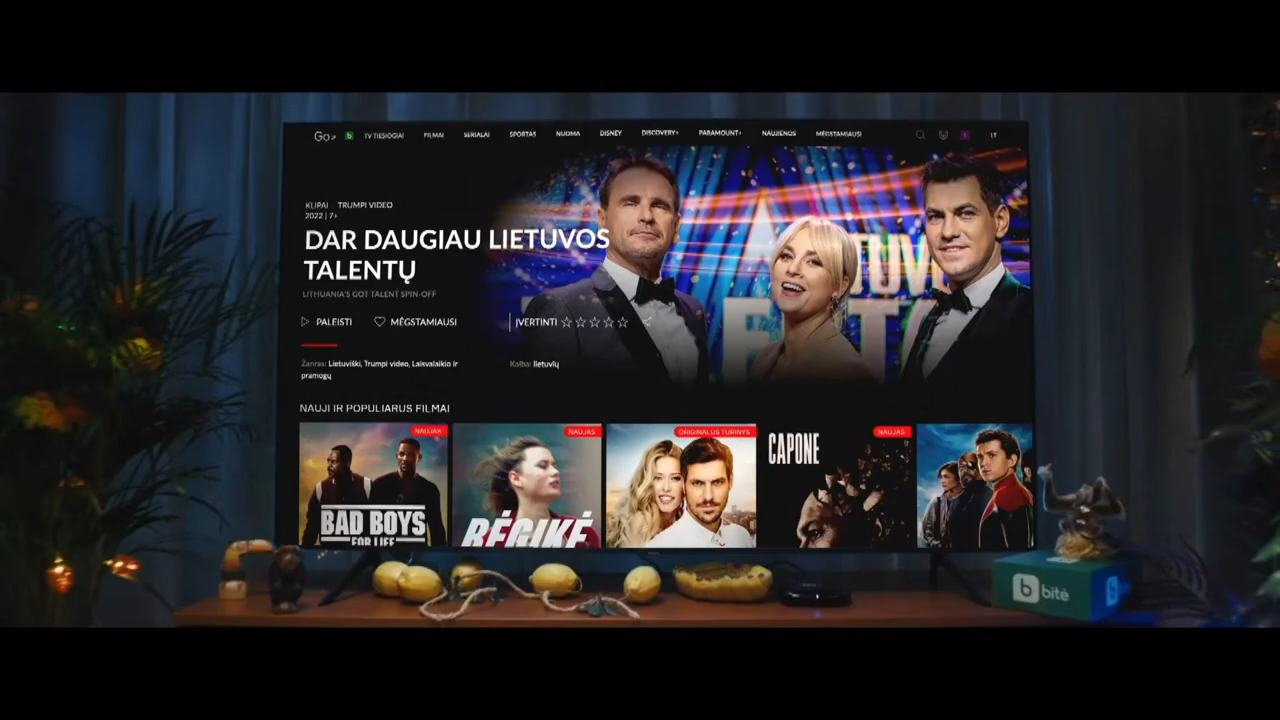 Go
b TV TIESIOGIAI FILMAI SERIALAI SPORTAS NUOMA DISNEY DISCOVERY+ PARAMOUNT+ NAUJIENOS MĖGSTAMIAUSI LT
KLIPAI TRUMPI VIDEO
2022 | 7+
DAR DAUGIAU LIETUVOS
TALENTŲ
LITHUANIA'S GOT TALENT SPIN-OFF
PALEISTI MĖGSTAMIAUSI ĮVERTINTI
Žanras: Lietuviški, Trumpi video, Laisvalaikio ir
pramogų
Kalba: lietuvių
NAUJI IR POPULIARUS FILMAI
NAUJAS
NAUJAS
ORIGINALUS TURINYS
NAUJAS
CAPONE
BAD BOYS
FOR LIFE
BĖGIKĖ
b bitė